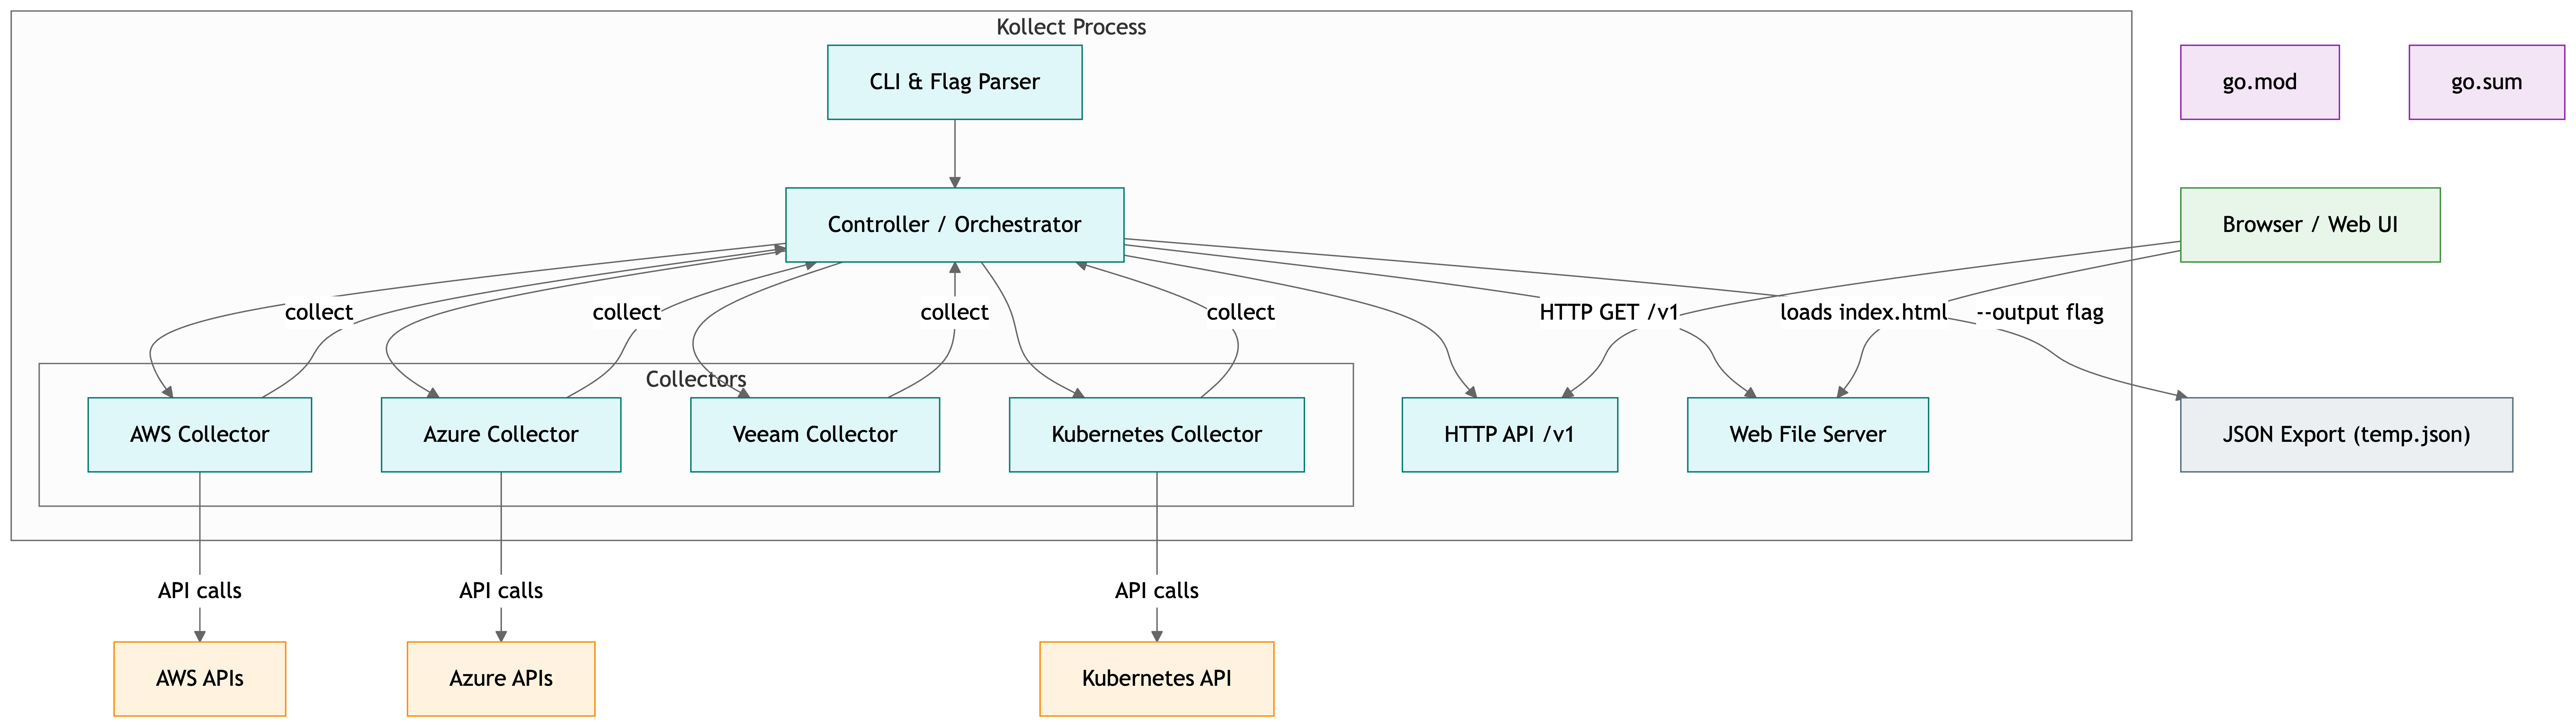 Kollect Process
CLI & Flag Parser
go.mod
go.sum
Controller / Orchestrator
Browser / Web UI
collect
collect
collect
collect
HTTP GET /v1
loads index.html
--output flag
Collectors
AWS Collector
Azure Collector
Veeam Collector
Kubernetes Collector
HTTP API /v1
Web File Server
JSON Export (temp.json)
API calls
API calls
API calls
AWS APIs
Azure APIs
Kubernetes API